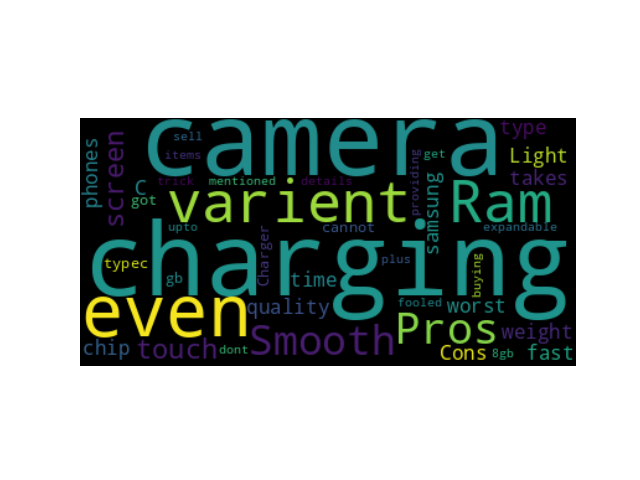 camera
type
sell
items
phones
screen
Light
takes
get
trick
mentioned
details
providing
C
got
varient
Ram
samsung
upto
cannot
expandable
charging
Charger
typec
gb
time
plus
buying
even
quality
fooled
worst
Pros
weight
Smooth
chip
touch
dont
Cons
8gb
fast